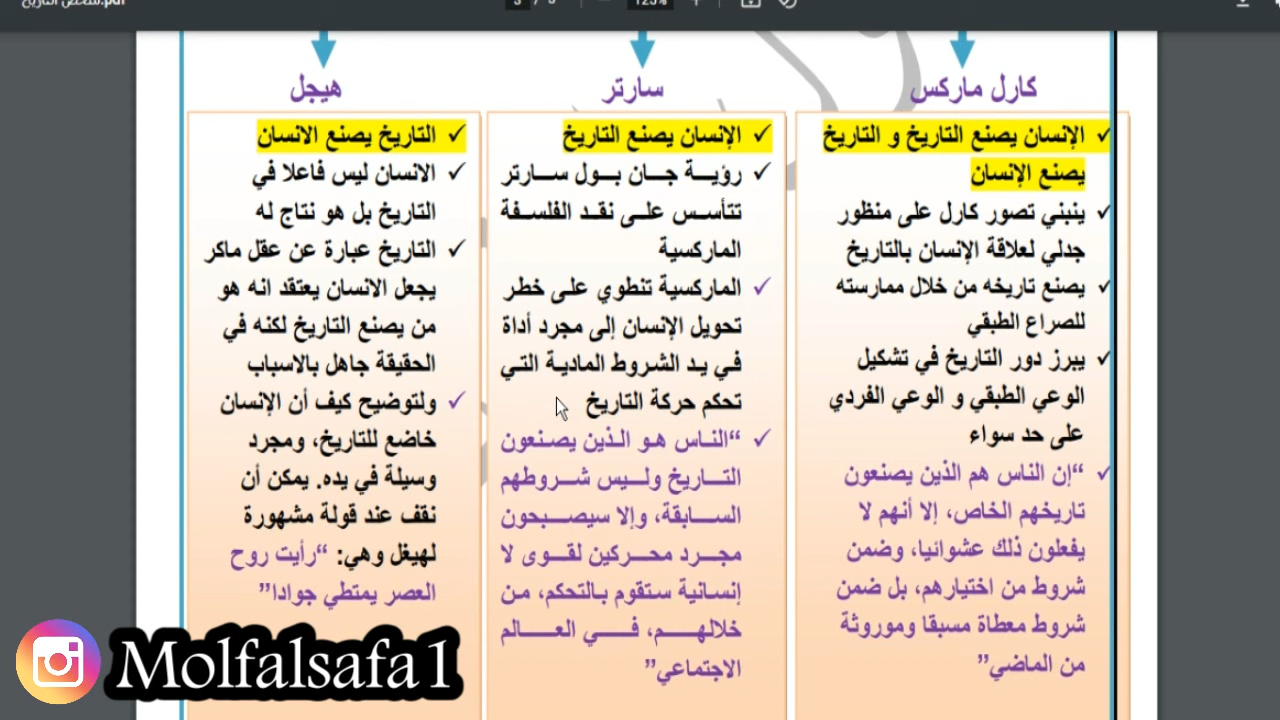 ملخص التاريخ.pdf
125%
كارل ماركس
الإنسان يصنع التاريخ و التاريخ
يصنع الإنسان
ينبني تصور كارل على منظور
جدلي لعلاقة الإنسان بالتاريخ
يصنع تاريخه من خلال ممارسته
للصراع الطبقي
يبرز دور التاريخ في تشكيل
الوعي الطبقي و الوعي الفردي
على حد سواء
“إن الناس هم الذين يصنعون
تاريخهم الخاص، إلا أنهم لا
يفعلون ذلك عشوائيا، وضمن
شروط من اختيارهم، بل ضمن
شروط معطاة مسبقا وموروثة
من الماضي”
سارتر
الإنسان يصنع التاريخ
رؤية جان بول سارتر
تتأسس على نقد الفلسفة
الماركسية
الماركسية تنطوي على خطر
تحويل الإنسان إلى مجرد أداة
في يد الشروط المادية التي
تحكم حركة التاريخ
“الناس هو الذين يصنعون
التاريخ وليس شروطهم
السابقة، وإلا سيصبحون
مجرد محركين لقوى لا
إنسانية ستقوم بالتحكم، من
خلالهم، في العالم
الاجتماعي”
هيجل
التاريخ يصنع الانسان
الانسان ليس فاعلا في
التاريخ بل هو نتاج له
التاريخ عبارة عن عقل ماكر
يجعل الانسان يعتقد انه هو
من يصنع التاريخ لكنه في
الحقيقة جاهل بالاسباب
ولتوضيح كيف أن الإنسان
خاضع للتاريخ، ومجرد
وسيلة في يده. يمكن أن
نقف عند قولة مشهورة
لهيغل وهي: “رأيت روح
العصر يمتطي جوادا”
Molfalsafa1